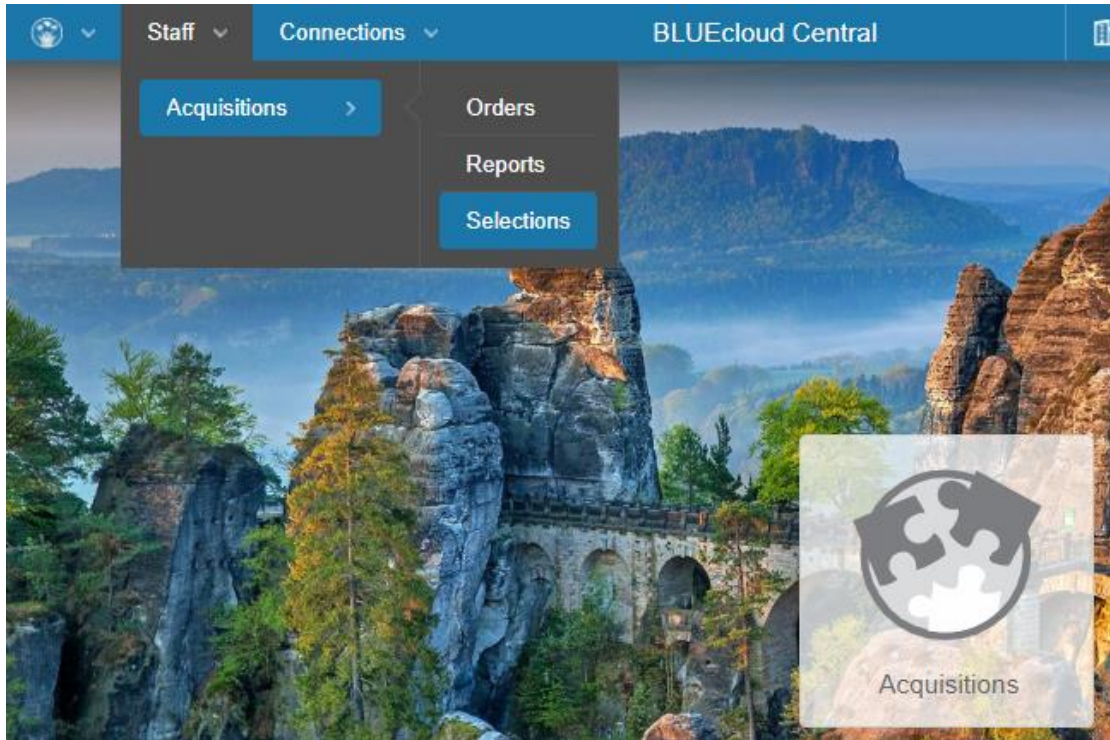 Staff Connections BLUEcloud Central
Acquisitions Orders
Reports
Selections
Acquisitions